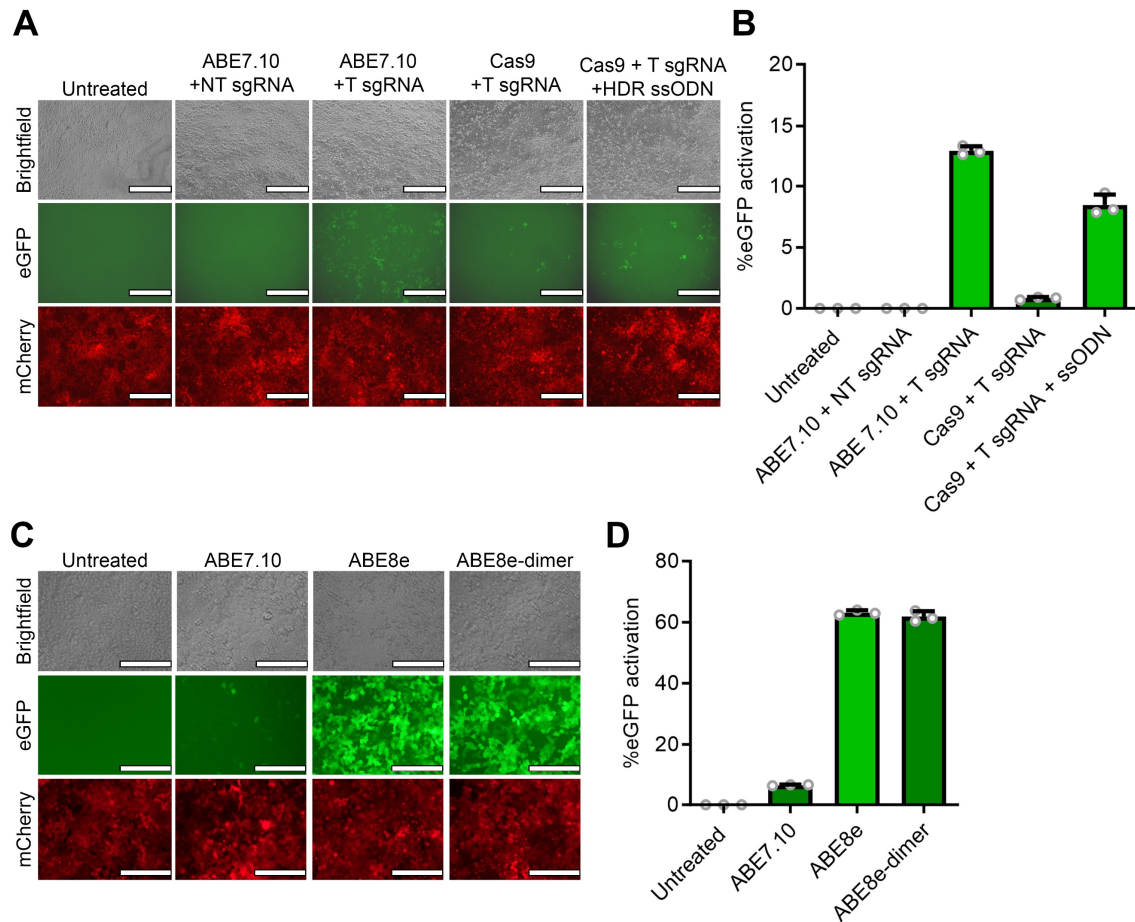 A
Untreated
ABE7.10
+NT sgRNA
ABE7.10
+T sgRNA
Cas9
+T sgRNA
Cas9 + T sgRNA
+HDR ssODN
Brightfield
eGFP
mCherry
B
%eGFP activation
20
15
10
5
0
Untreated
ABE7.10 + NT sgRNA
ABE 7.10 + T sgRNA
Cas9 + T sgRNA
Cas9 + T sgRNA + ssODN
C
Untreated
ABE7.10
ABE8e
ABE8e-dimer
Brightfield
eGFP
mCherry
D
%eGFP activation
80
60
40
20
0
Untreated
ABE7.10
ABE8e
ABE8e-dimer